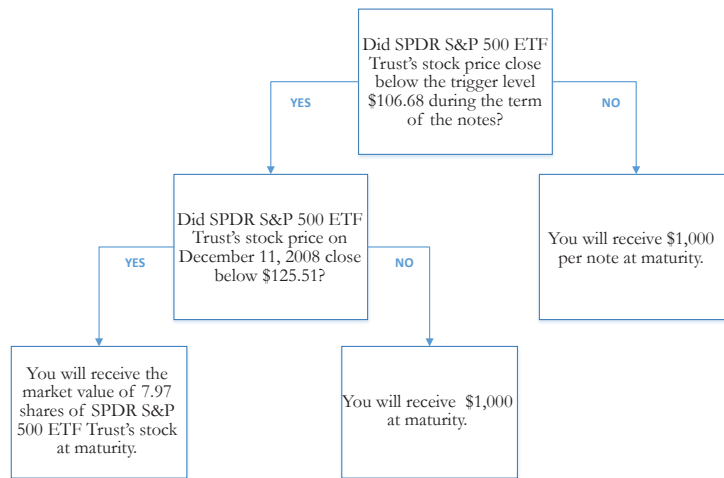 Did SPDR S&P 500 ETF
Trust's stock price close
below the trigger level
$106.68 during the term
of the notes?
YES
NO
Did SPDR S&P 500 ETF
Trust's stock price on
December 11, 2008 close
below $125.51?
You will receive $1,000
per note at maturity.
YES
NO
You will receive the
market value of 7.97
shares of SPDR S&P
500 ETF Trust's stock
at maturity.
You will receive $1,000
at maturity.